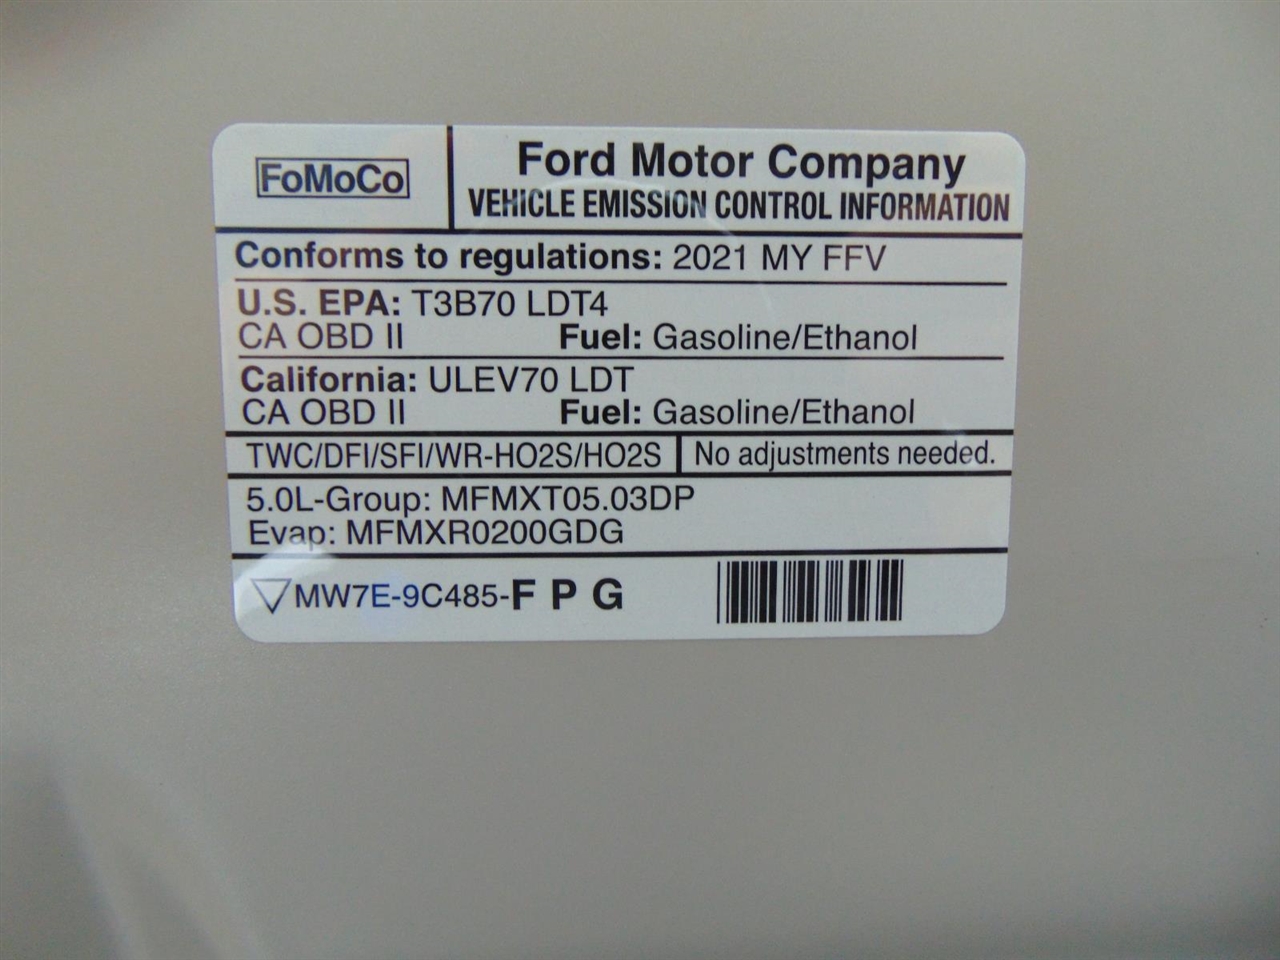 FoMoCo
Ford Motor Company
VEHICLE EMISSION CONTROL INFORMATION
Conforms to regulations: 2021 MY FFV
U.S. EPA: T3B70 LDT4
CA OBD II Fuel: Gasoline/Ethanol
California: ULEV70 LDT
CA OBD II Fuel: Gasoline/Ethanol
TWC/DFI/SFI/WR-HO2S/HO2S No adjustments needed.
5.0L-Group: MFMXT05.03DP
Evap: MFMXR0200GDG
MW7E-9C485-F P G